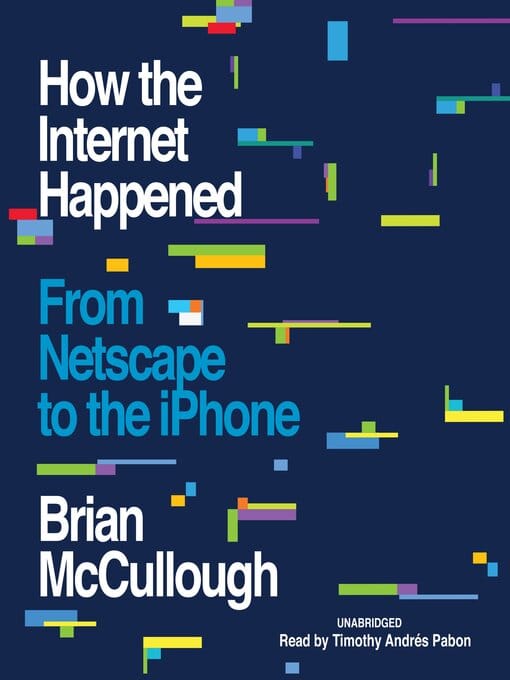 How the
Internet
Happened
From
Netscape
to the iPhone
Brian
McCullough
UNABRIDGED
Read by Timothy Andrés Pabon